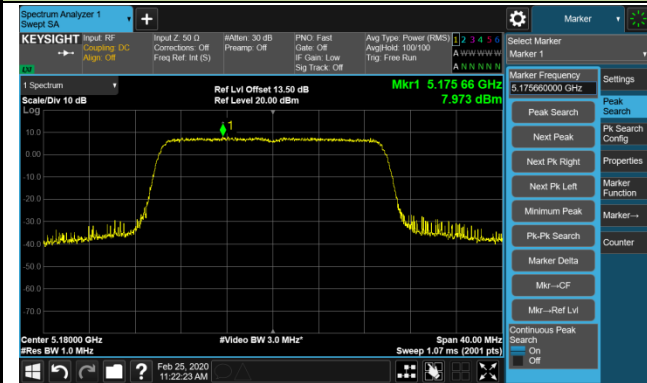 Spectrum Analyzer 1
Swept SA
Marker
KEYSIGHT
Input: RF
Coupling: DC
Align: Off
Input Z: 50 Ω
Corrections: Off
Freq Ref: Int (S)
#Atten: 30 dB
Preamp: Off
PNO: Fast
Gate: Off
IF Gain: Low
Sig Track: Off
Avg Type: Power (RMS)
Avg|Hold: 100/100
Trig: Free Run
1 2 3 4 5 6
A W W W W W
A N N N N N
Select Marker
Marker 1
1 Spectrum
Scale/Div 10 dB
Ref Lvl Offset 13.50 dB
Ref Level 20.00 dBm
Mkr1 5.175 66 GHz
7.973 dBm
Log
10.0
0.00
-10.0
-20.0
-30.0
-40.0
-50.0
-60.0
-70.0
1
Center 5.18000 GHz
#Res BW 1.0 MHz
#Video BW 3.0 MHz*
Span 40.00 MHz
Sweep 1.07 ms (2001 pts)
Marker Frequency
5.175660000 GHz
Peak Search
Next Peak
Next Pk Right
Next Pk Left
Minimum Peak
Pk-Pk Search
Marker Delta
Mkr→CF
Mkr→Ref Lvl
Continuous Peak
Search
On
Off
Settings
Peak
Search
Pk Search
Config
Properties
Marker
Function
Marker→
Counter
Feb 25, 2020
11:22:23 AM